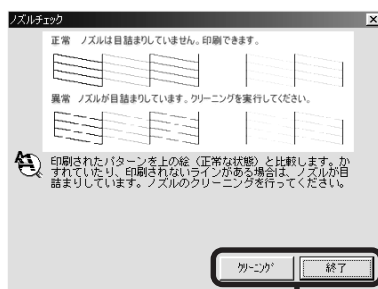 ノズルチェック
正常　ノズルは目詰まりしていません。印刷できます。
異常　ノズルが目詰まりしています。クリーニングを実行してください。
印刷されたパターンを上の絵（正常な状態）と比較します。か
すれていたり、印刷されないラインがある場合は、ノズルが目
詰まりしています。ノズルのクリーニングを行ってください。
ｸﾘｰﾆﾝｸﾞ
終了